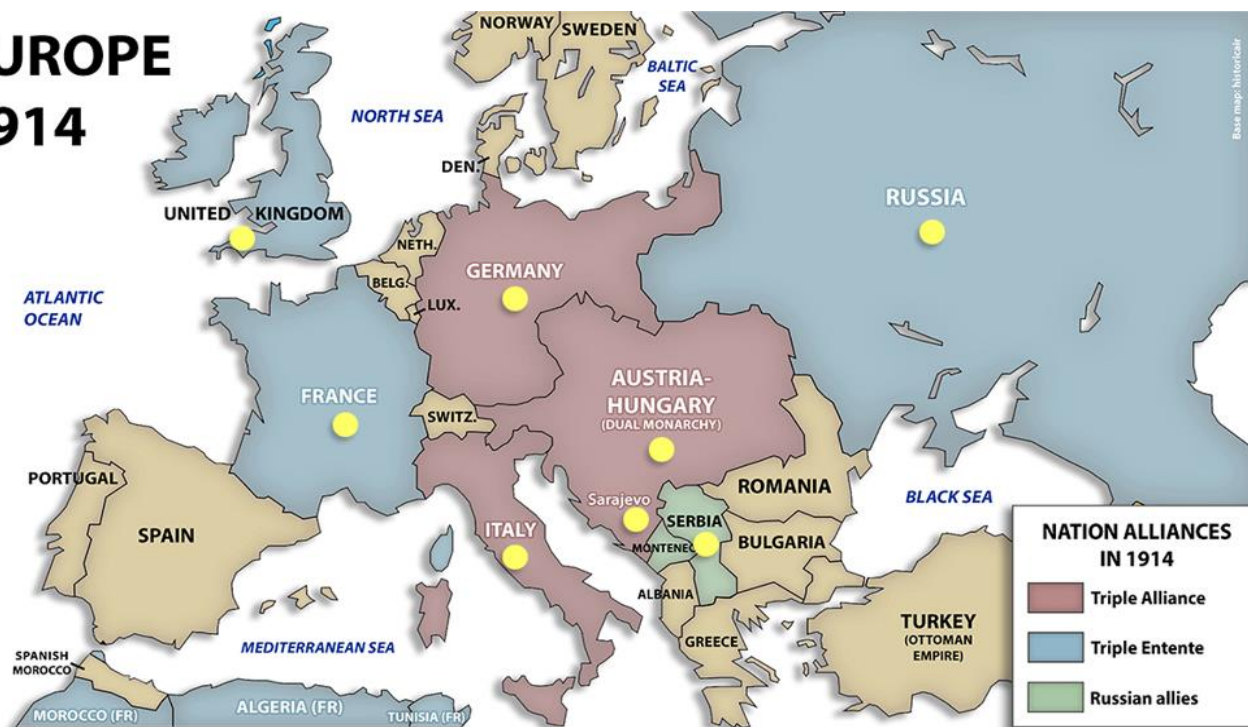 UROPE
914
NORWAY
SWEDEN
BALTIC
SEA
NORTH SEA
DEN.
Base map: historicair
RUSSIA
UNITED KINGDOM
NETH.
GERMANY
BELG.
LUX.
ATLANTIC
OCEAN
AUSTRIA-
HUNGARY
(DUAL MONARCHY)
FRANCE
SWITZ.
PORTUGAL
SPAIN
ROMANIA
BLACK SEA
Sarajevo
SERBIA
ITALY
MONTENEG
BULGARIA
ALBANIA
GREECE
TURKEY
(OTTOMAN
EMPIRE)
MEDITERRANEAN SEA
SPANISH
MOROCCO
MOROCCO (FR)
ALGERIA (FR)
TUNISIA (FR)
NATION ALLIANCES
IN 1914
Triple Alliance
Triple Entente
Russian allies